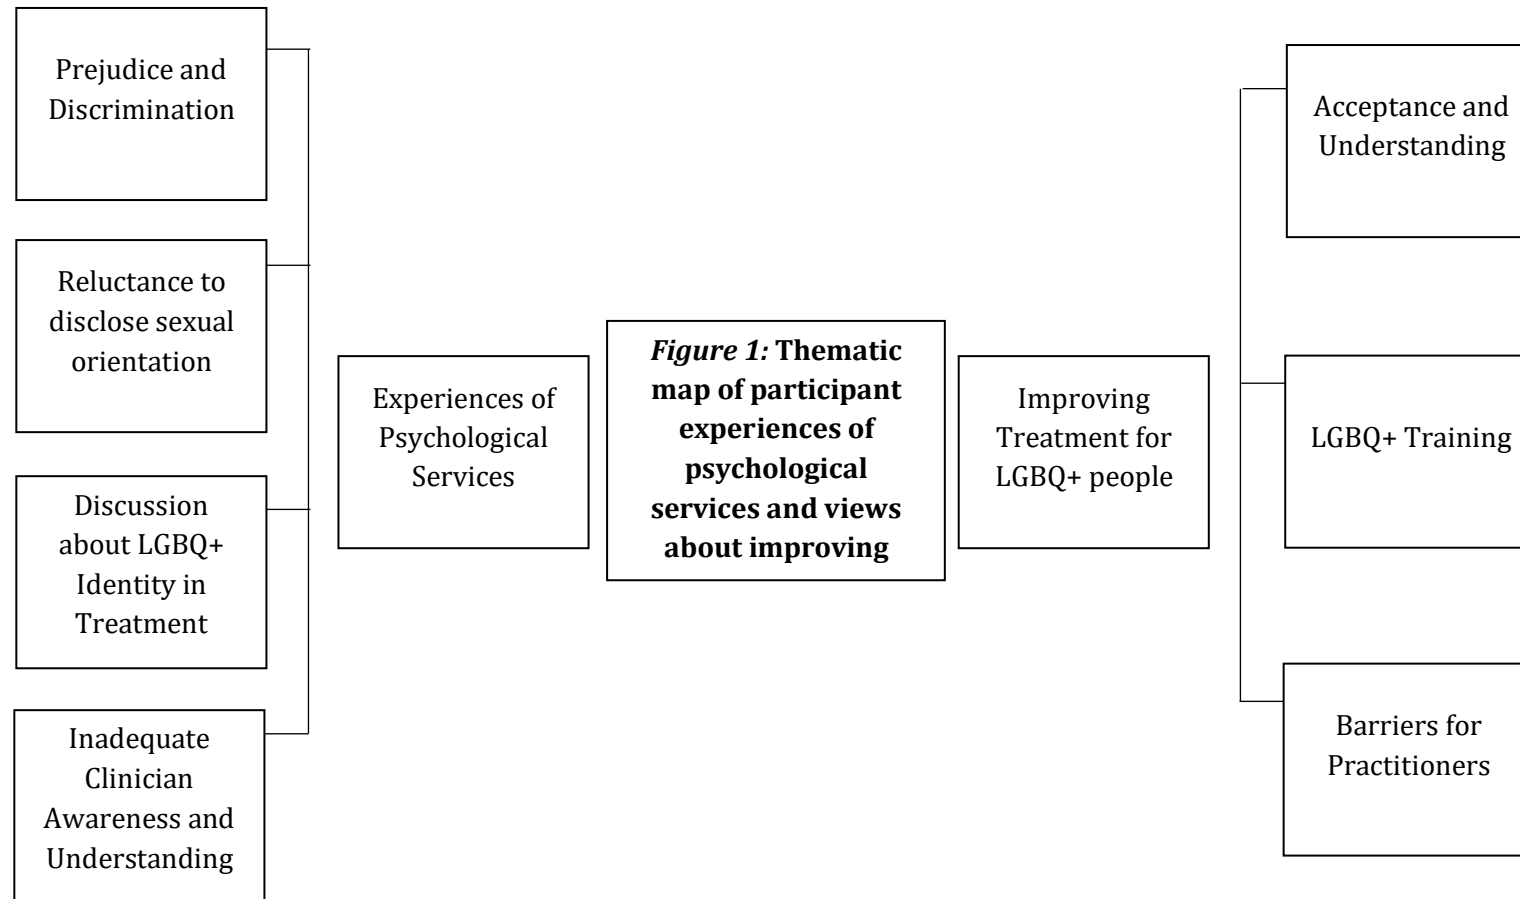 Prejudice and
Discrimination
Reluctance to
disclose sexual
orientation
Discussion
about LGBQ+
Identity in
Treatment
Inadequate
Clinician
Awareness and
Understanding
Experiences of
Psychological
Services
Figure 1: Thematic
map of participant
experiences of
psychological
services and views
about improving
Improving
Treatment for
LGBQ+ people
Acceptance and
Understanding
LGBQ+ Training
Barriers for
Practitioners